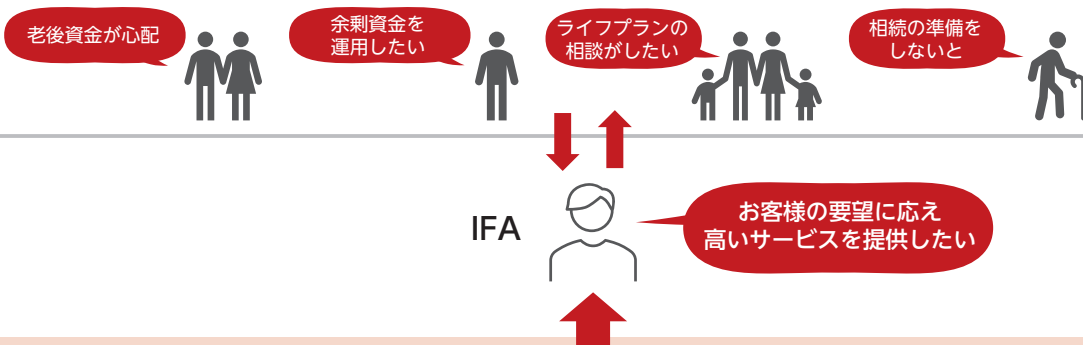 老後資金が心配
余剰資金を
運用したい
ライフプランの
相談がしたい
相続の準備を
しないと
IFA
お客様の要望に応え
高いサービスを提供したい